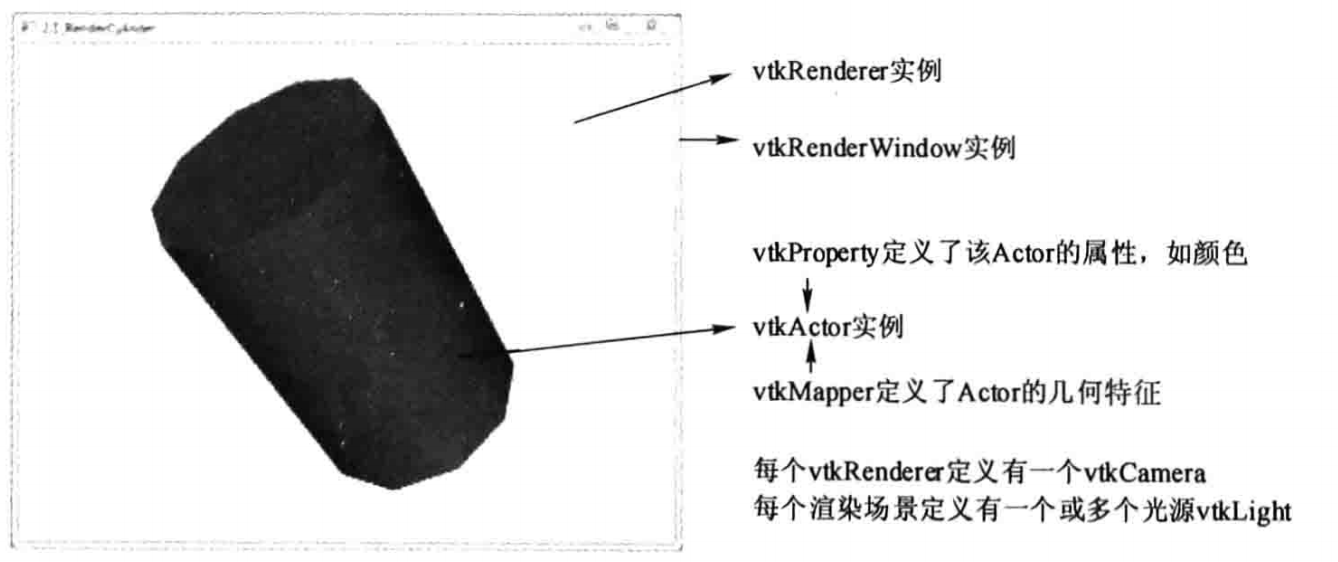 2.1_RenderCylinder
vtkRenderer实例
vtkRenderWindow实例
vtkProperty定义了该Actor的属性，如颜色
vtkActor实例
vtkMapper定义了Actor的几何特征
每个vtkRenderer定义有一个vtkCamera
每个渲染场景定义有一个或多个光源vtkLight